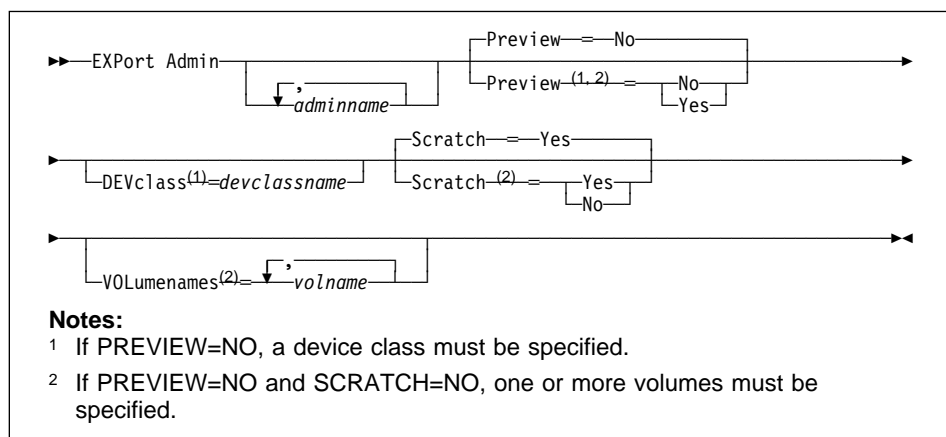 Preview = No
EXPort Admin
,
adminname
Preview (1, 2) = No
Yes
Scratch = Yes
DEVclass(1)=devclassname
Scratch (2) = Yes
No
,
VOLumenames(2)= volname
Notes:
1 If PREVIEW=NO, a device class must be specified.
2 If PREVIEW=NO and SCRATCH=NO, one or more volumes must be
specified.